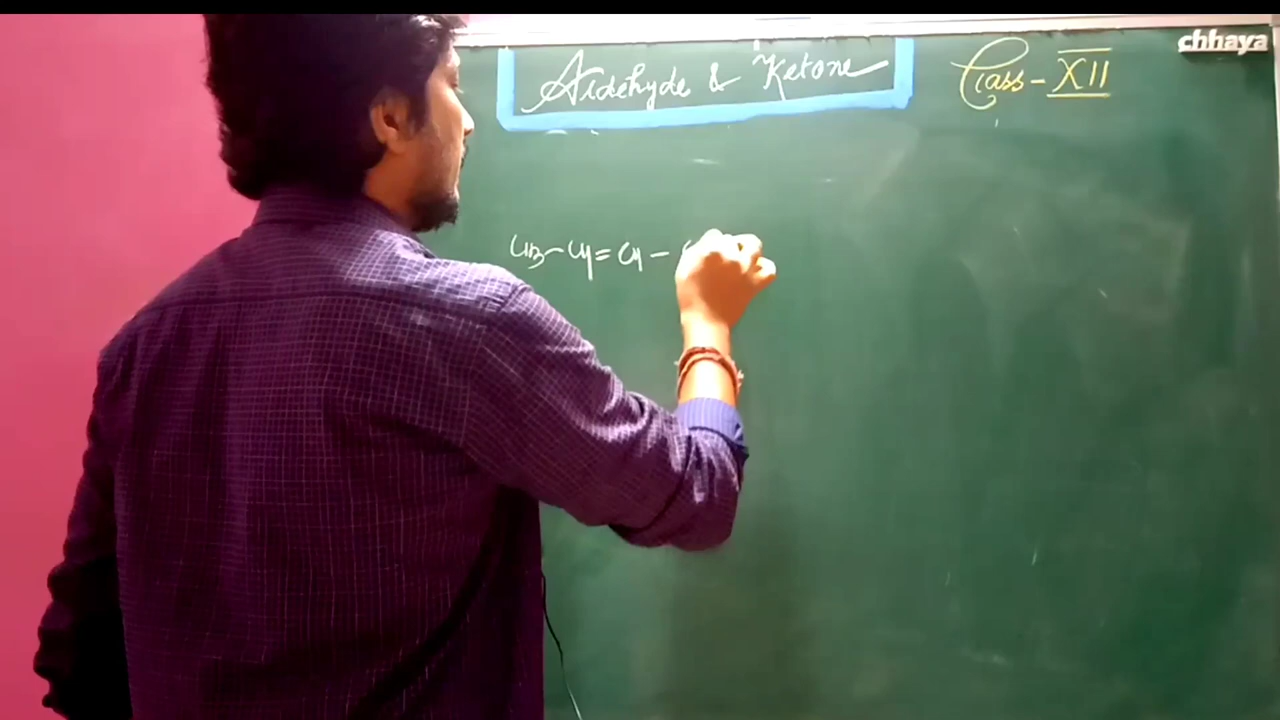 Aldehyde & Ketone
Class - XII
chhaya
CH3-CH=CH-